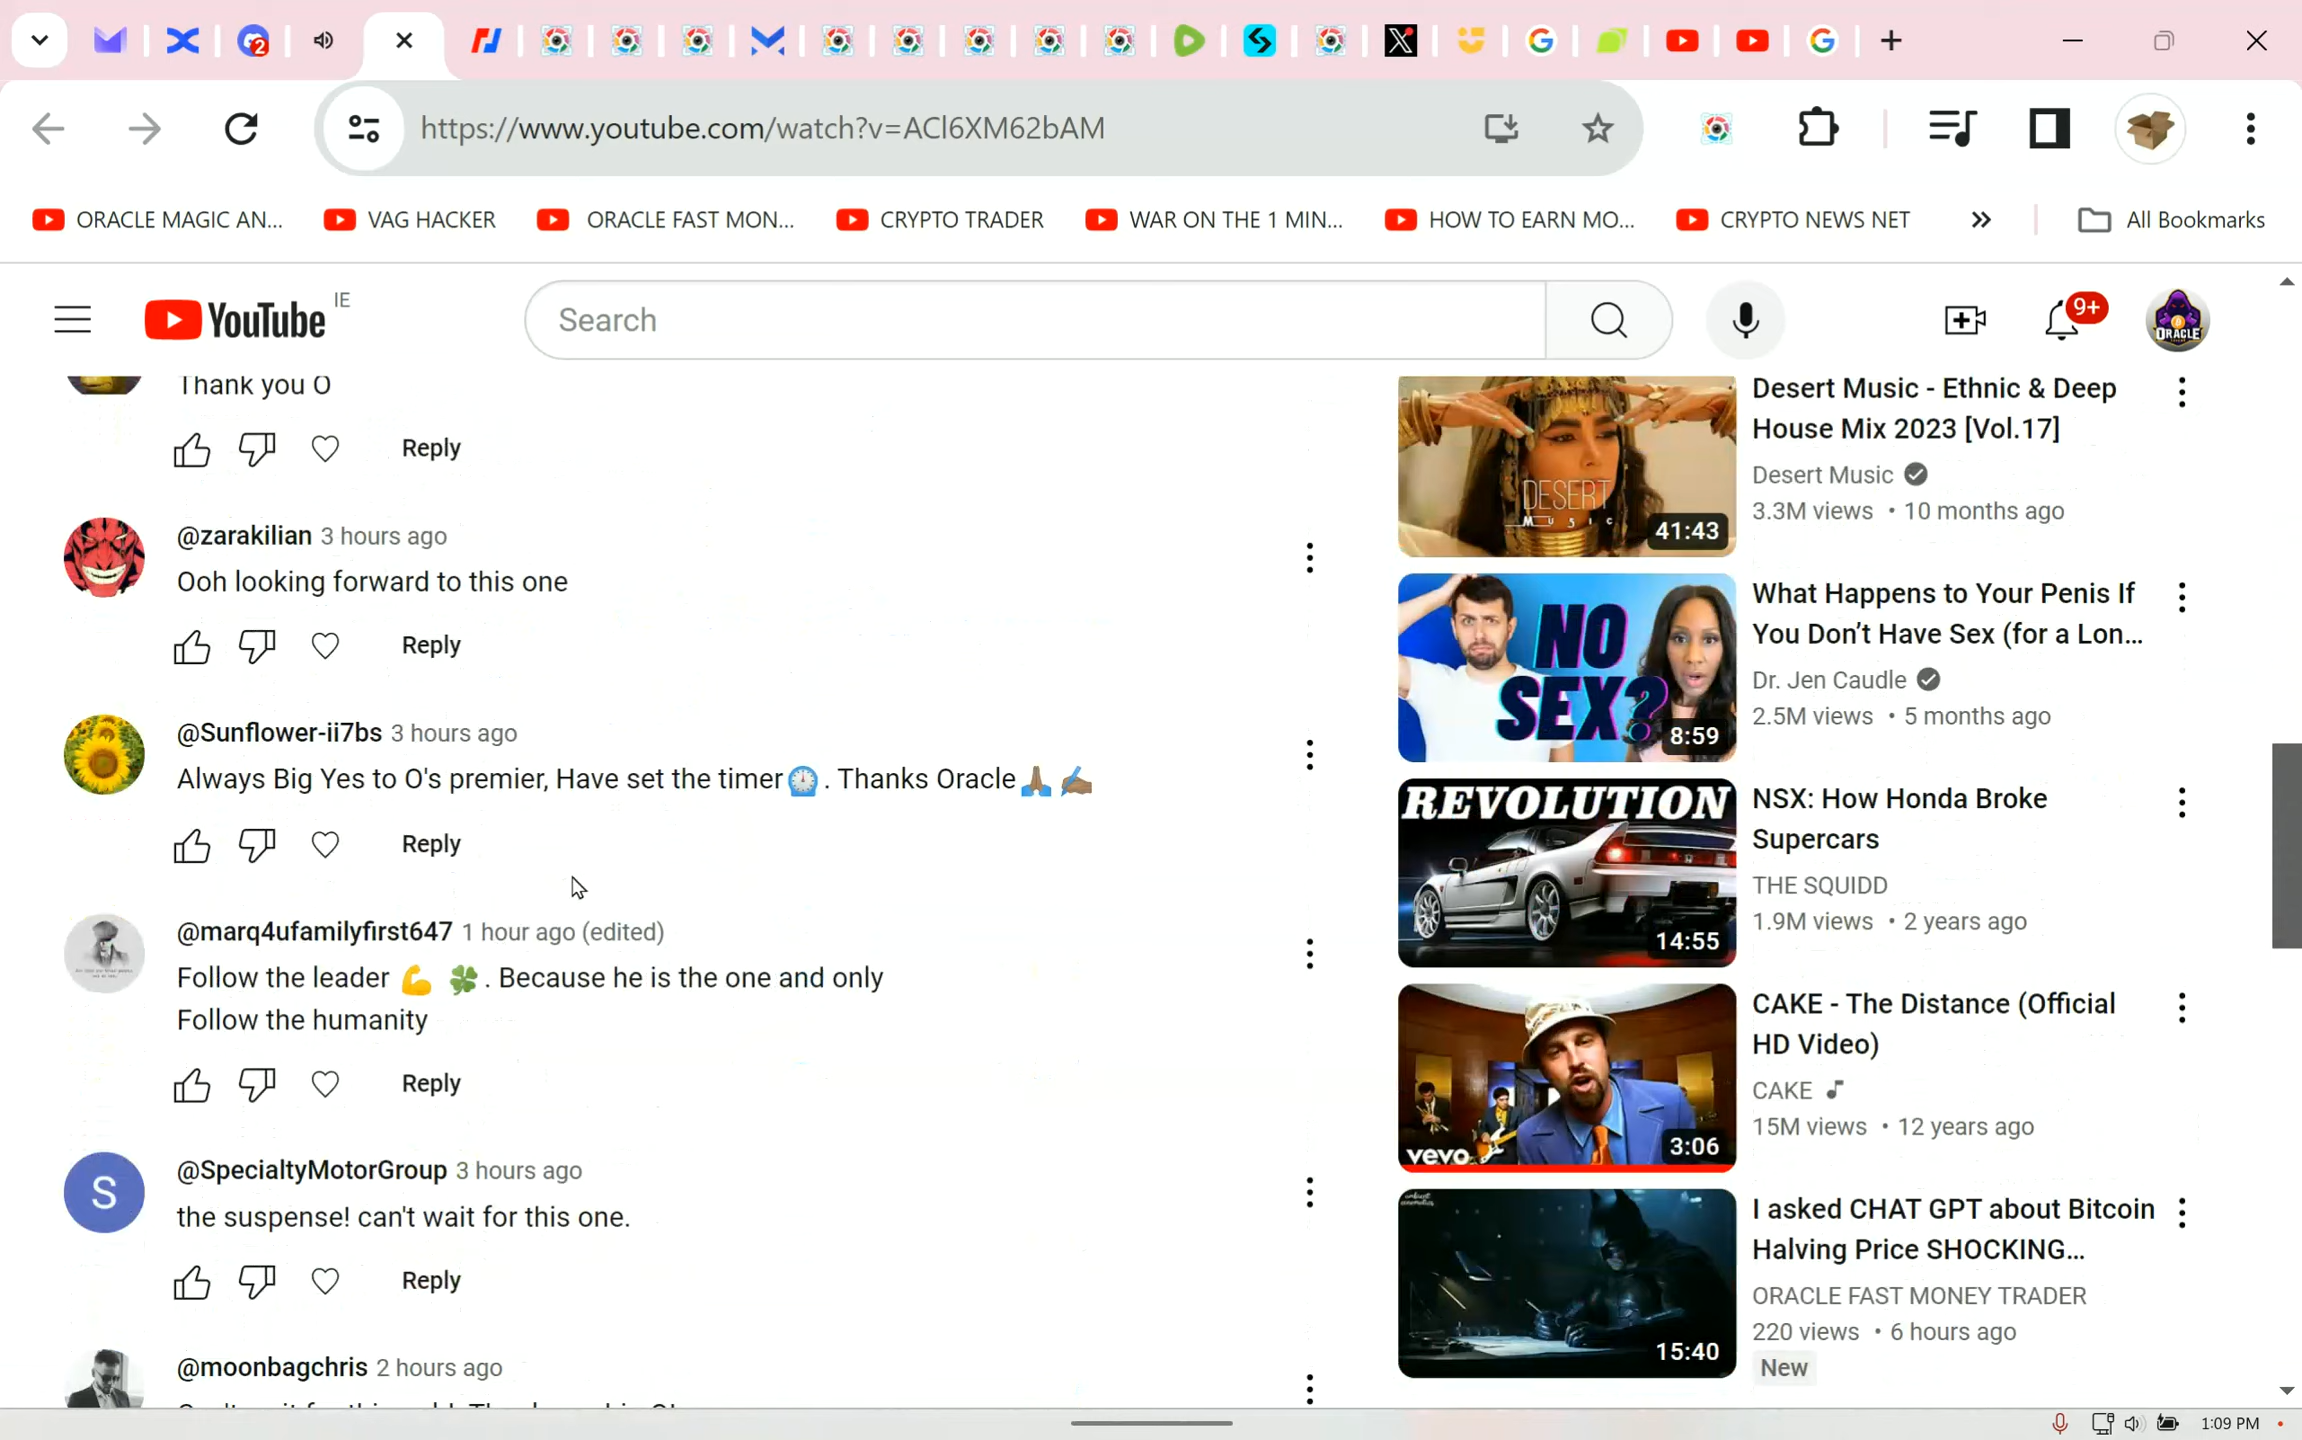 2
https://www.youtube.com/watch?v=ACl6XM62bAM
ORACLE MAGIC AN...
VAG HACKER
ORACLE FAST MON...
CRYPTO TRADER
WAR ON THE 1 MIN...
HOW TO EARN MO...
CRYPTO NEWS NET
All Bookmarks
YouTube IE
Search
9+
ORACLE
Thank you O
Reply
@zarakilian 3 hours ago
Ooh looking forward to this one
Reply
@Sunflower-ii7bs 3 hours ago
Always Big Yes to O's premier, Have set the timer⏱. Thanks Oracle🙏🏽✍🏽
Reply
@marq4ufamilyfirst647 1 hour ago (edited)
Follow the leader 💪 🍀. Because he is the one and only
Follow the humanity
Reply
S
@SpecialtyMotorGroup 3 hours ago
the suspense! can't wait for this one.
Reply
@moonbagchris 2 hours ago
DESERT
MUSIC
41:43
Desert Music - Ethnic & Deep
House Mix 2023 [Vol.17]
Desert Music
3.3M views • 10 months ago
NO
SEX?
8:59
What Happens to Your Penis If
You Don’t Have Sex (for a Lon...
Dr. Jen Caudle
2.5M views • 5 months ago
REVOLUTION
14:55
NSX: How Honda Broke
Supercars
THE SQUIDD
1.9M views • 2 years ago
vevo
3:06
CAKE - The Distance (Official
HD Video)
CAKE
15M views • 12 years ago
15:40
I asked CHAT GPT about Bitcoin
Halving Price SHOCKING...
ORACLE FAST MONEY TRADER
220 views • 6 hours ago
New
1:09 PM